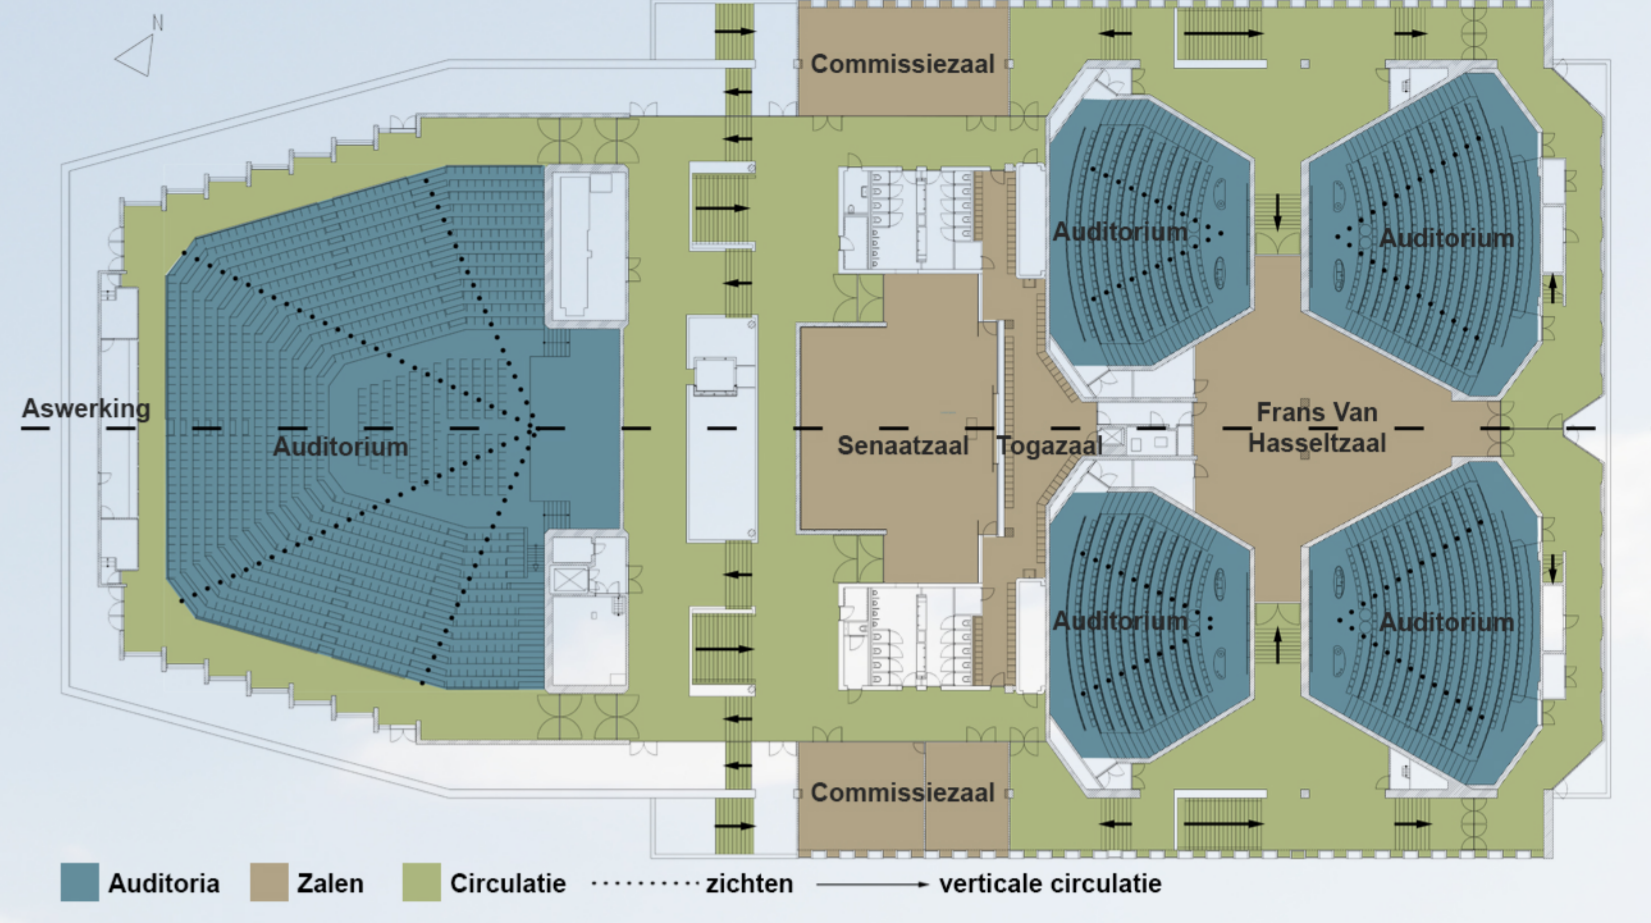 N
Commissiezaal
Auditorium
Auditorium
Aswerking
Auditorium
Senaatzaal
Togazaal
Frans Van
Hasseltzaal
Auditorium
Auditorium
Commissiezaal
Auditoria
Zalen
Circulatie
zichten
verticale circulatie